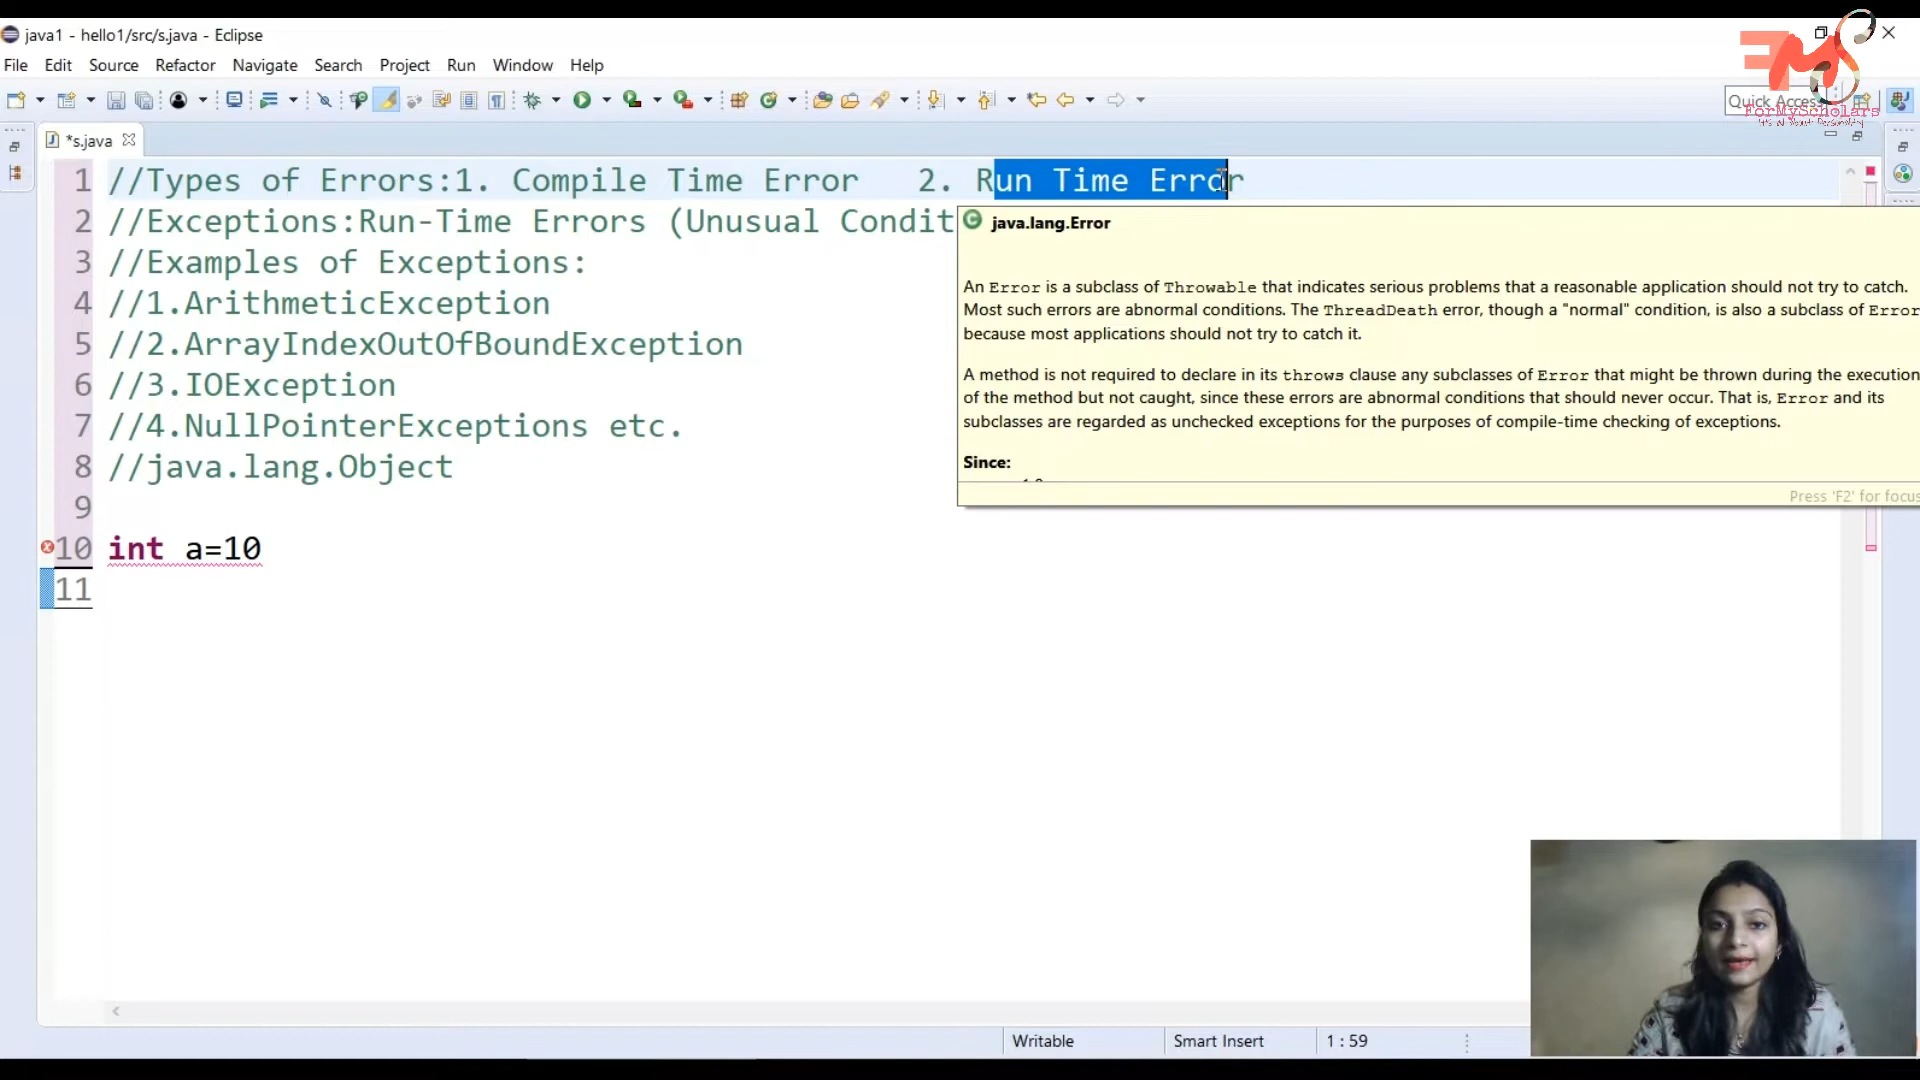 java1 - hello1/src/s.java - Eclipse
File Edit Source Refactor Navigate Search Project Run Window Help
Quick Access
ForMyScholars
*s.java
1 //Types of Errors:1. Compile Time Error 2. Run Time Error
2 //Exceptions:Run-Time Errors (Unusual Condit
3 //Examples of Exceptions:
4 //1.ArithmeticException
5 //2.ArrayIndexOutOfBoundException
6 //3.IOException
7 //4.NullPointerExceptions etc.
8 //java.lang.Object
9
10 int a=10
11
java.lang.Error
An Error is a subclass of Throwable that indicates serious problems that a reasonable application should not try to catch.
Most such errors are abnormal conditions. The ThreadDeath error, though a "normal" condition, is also a subclass of Error
because most applications should not try to catch it.
A method is not required to declare in its throws clause any subclasses of Error that might be thrown during the execution
of the method but not caught, since these errors are abnormal conditions that should never occur. That is, Error and its
subclasses are regarded as unchecked exceptions for the purposes of compile-time checking of exceptions.
Since:
Press 'F2' for focus
Writable Smart Insert 1 : 59